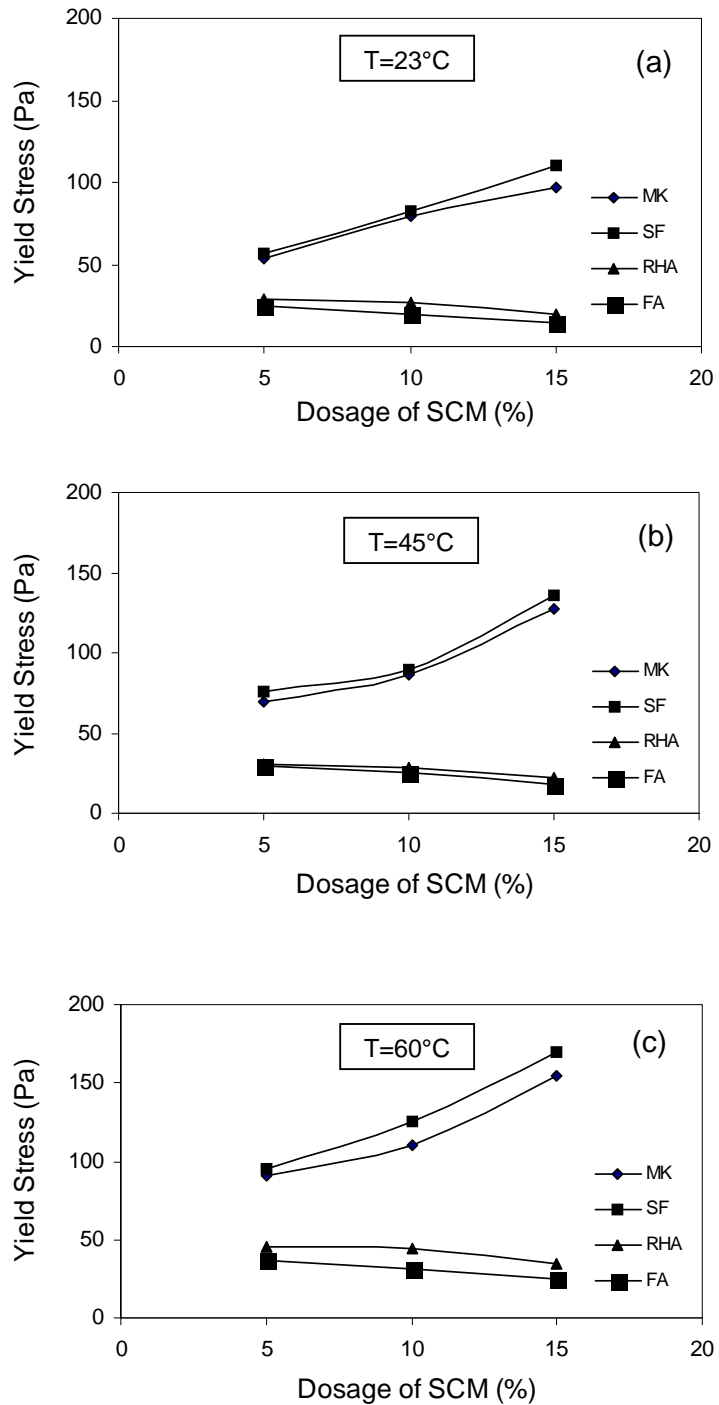 200
T=23°C
(a)
150
Yield Stress (Pa)
100
50
0
MK
SF
RHA
FA
0 5 10 15 20
Dosage of SCM (%)
200
T=45°C
(b)
150
Yield Stress (Pa)
100
50
0
MK
SF
RHA
FA
0 5 10 15 20
Dosage of SCM (%)
200
T=60°C
(c)
150
Yield Stress (Pa)
100
50
0
MK
SF
RHA
FA
0 5 10 15 20
Dosage of SCM (%)